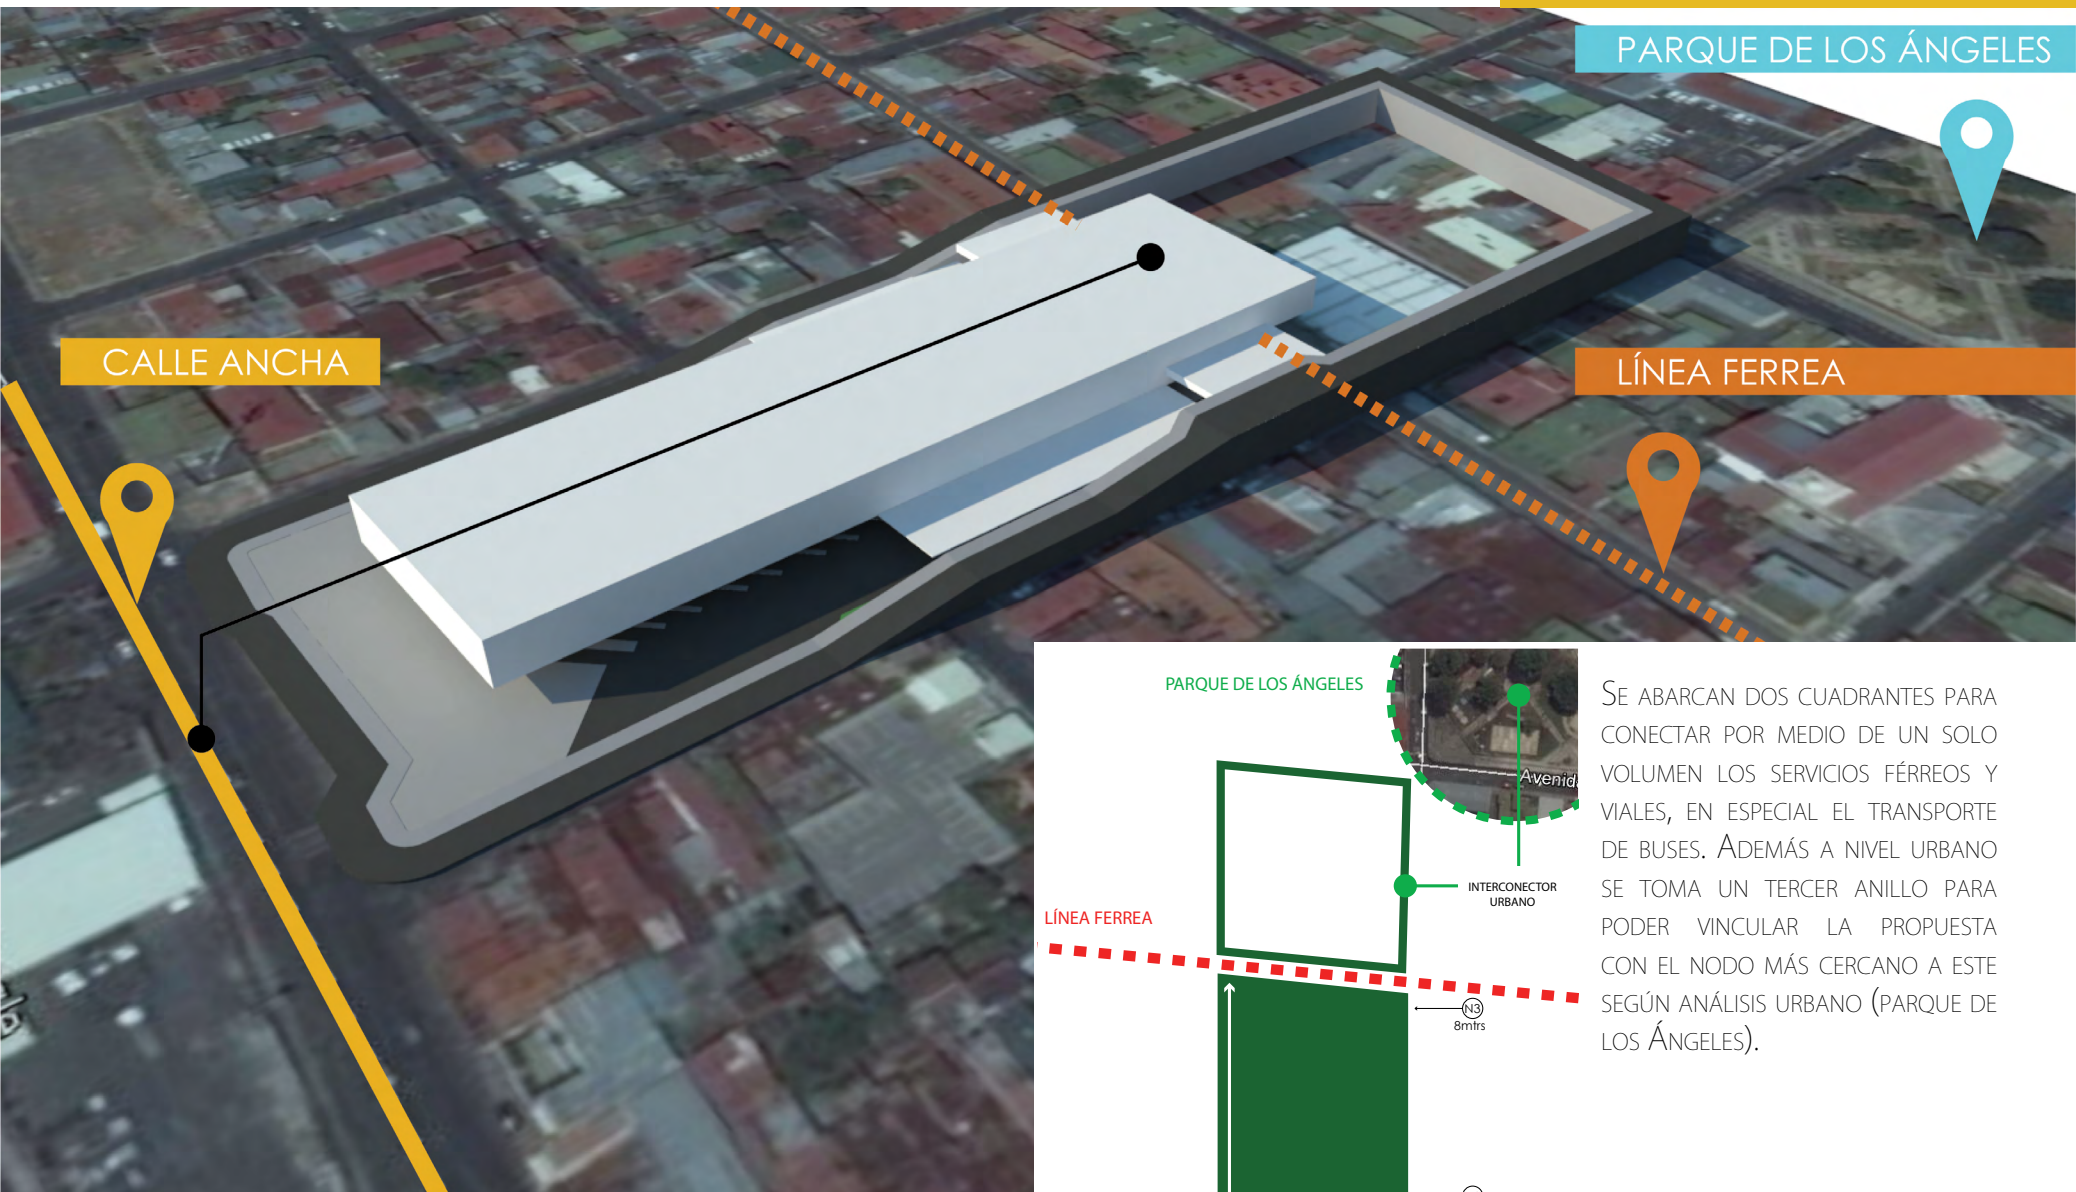 PARQUE DE LOS ÁNGELES
CALLE ANCHA
LÍNEA FERREA
PARQUE DE LOS ÁNGELES
Avenid
INTERCONECTOR
URBANO
LÍNEA FERREA
N3
8mtrs
SE ABARCAN DOS CUADRANTES PARA
CONECTAR POR MEDIO DE UN SOLO
VOLUMEN LOS SERVICIOS FÉRREOS Y
VIALES, EN ESPECIAL EL TRANSPORTE
DE BUSES. ADEMÁS A NIVEL URBANO
SE TOMA UN TERCER ANILLO PARA
PODER VINCULAR LA PROPUESTA
CON EL NODO MÁS CERCANO A ESTE
SEGÚN ANÁLISIS URBANO (PARQUE DE
LOS ÁNGELES).